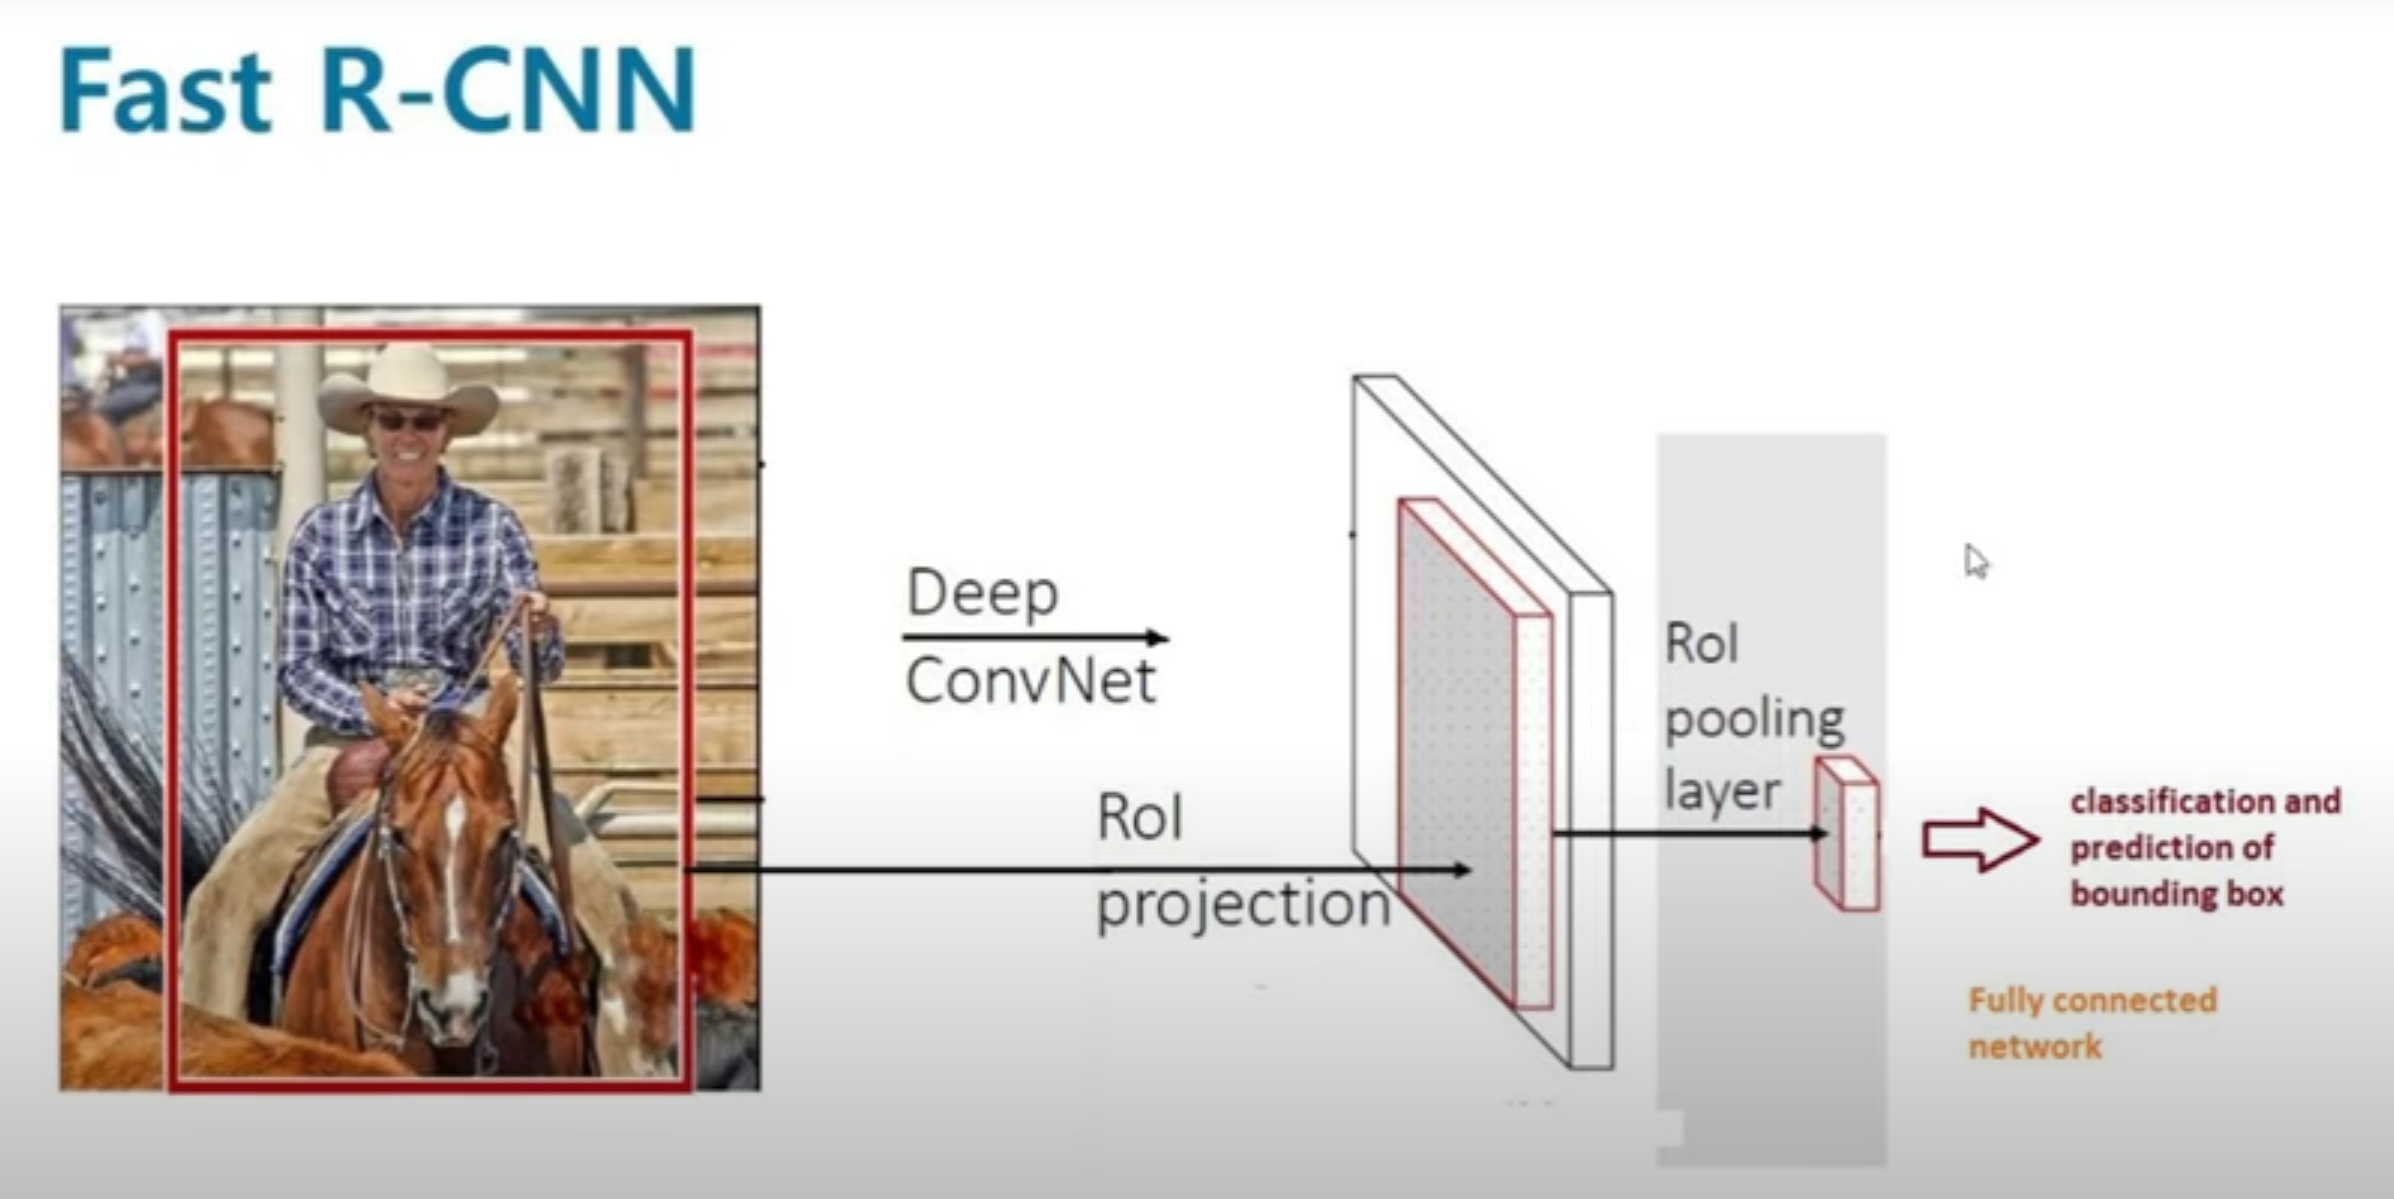 Fast R-CNN
Deep
ConvNet
RoI
projection
RoI
pooling
layer
classification and
prediction of
bounding box
Fully connected
network